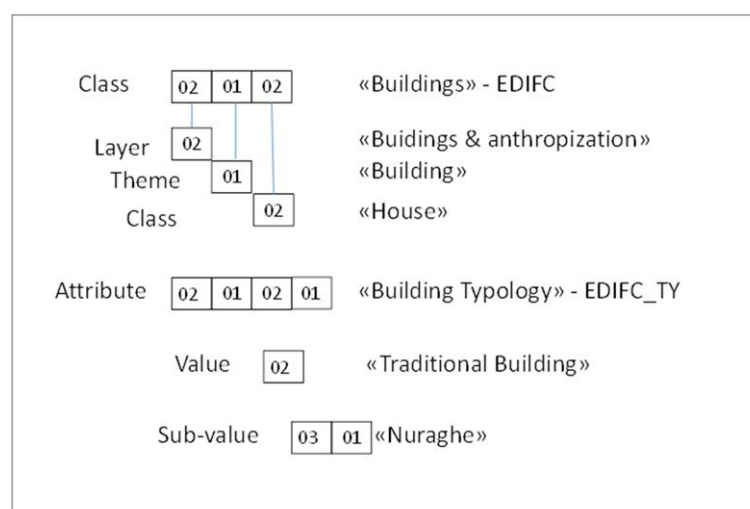 Class 02 01 02 «Buildings» - EDIFC
Layer 02 «Buidings & anthropization»
Theme 01 «Building»
Class 02 «House»
Attribute 02 01 02 01 «Building Typology» - EDIFC_TY
Value 02 «Traditional Building»
Sub-value 03 01 «Nuraghe»